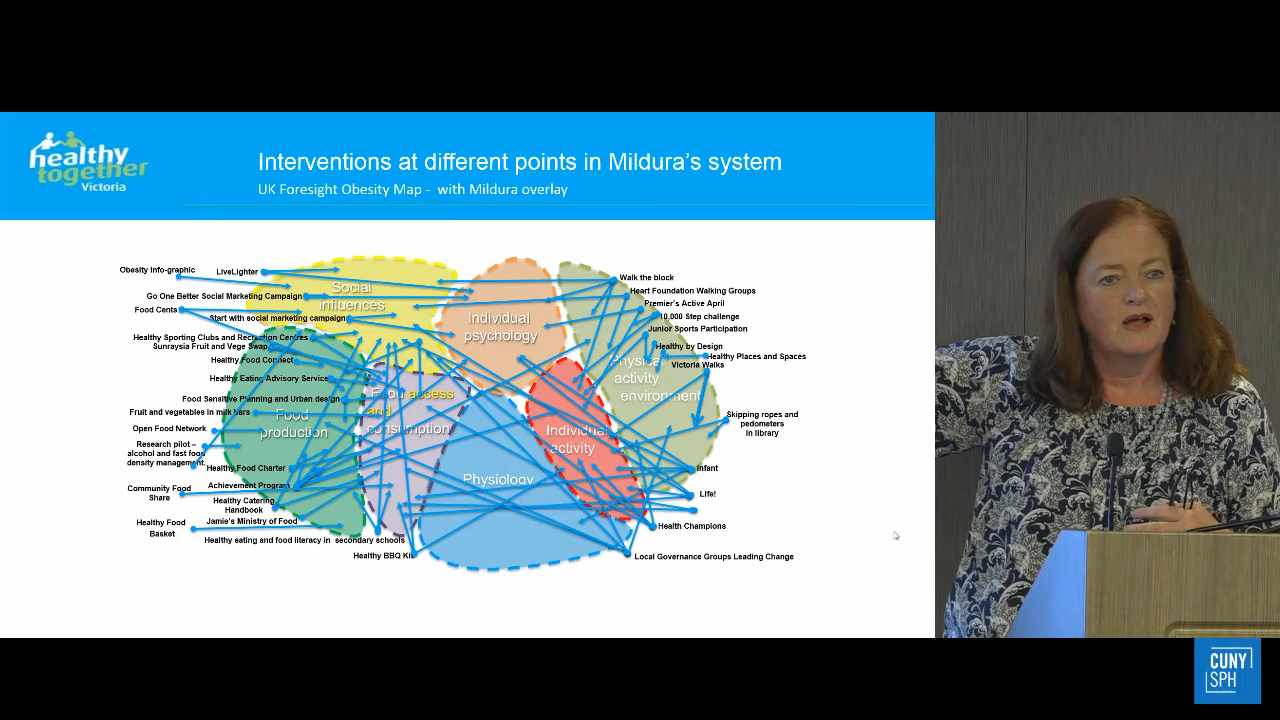 healthy
together
Victoria
Interventions at different points in Mildura's system
UK Foresight Obesity Map - with Mildura overlay
Obesity Info-graphic
LiveLighter
Go One Better Social Marketing Campaign
Food Cents
Start with social marketing campaign
Healthy Sporting Clubs and Recreation Centres
Sunraysia Fruit and Vege Swap
Healthy Food Connect
Healthy Eating Advisory Service
Food Sensitive Planning and Urban design
Fruit and vegetables in milk bars
Open Food Network
Research pilot –
alcohol and fast food
density management
Healthy Food Charter
Achievement Program
Community Food
Share
Healthy Catering
Handbook
Jamie's Ministry of Food
Healthy Food
Basket
Healthy eating and food literacy in secondary schools
Healthy BBQ Kit
Social
influences
Individual
psychology
Physical
activity
environment
Food
production
Food access
and
consumption
Individual
activity
Physiology
Walk the block
Heart Foundation Walking Groups
Premier's Active April
10,000 Step challenge
Junior Sports Participation
Healthy by Design
Healthy Places and Spaces
Victoria Walks
Skipping ropes and
pedometers
in library
Infant
Life!
Health Champions
Local Governance Groups Leading Change
CUNY
SPH